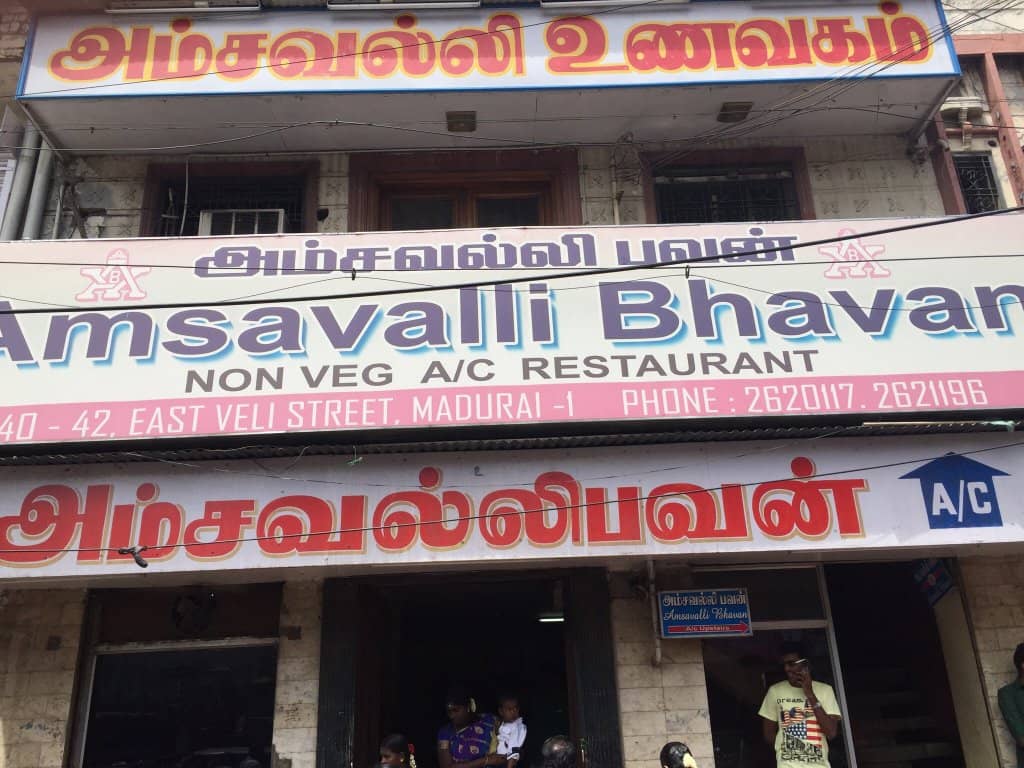 அம்சவல்லி உணவகம்
அம்சவல்லி பவன்
Amsavalli Bhavan
NON VEG A/C RESTAURANT
40 - 42, EAST VELI STREET, MADURAI -1 PHONE : 2620117. 2621196
அம்சவல்லிபவன்
A/C
அம்சவல்லி பவன்
Amsavalli Bhavan
A/c Upstairs